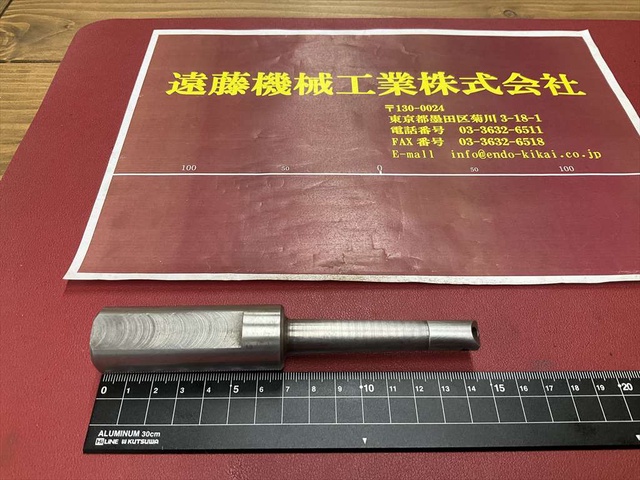 遠藤機械工業株式会社
〒130-0024
東京都墨田区菊川 3-18-1
電話番号 03-3632-6511
FAX 番号 03-3632-6518
E-mail info@endo-kikai.co.jp
100 50 0 50 100
0 1 2 3 4 5 6 7 8 9 10 11 12 13 14 15 16 17 18 19 20
ALUMINUM 30cm
HiLINE KUTSUWA